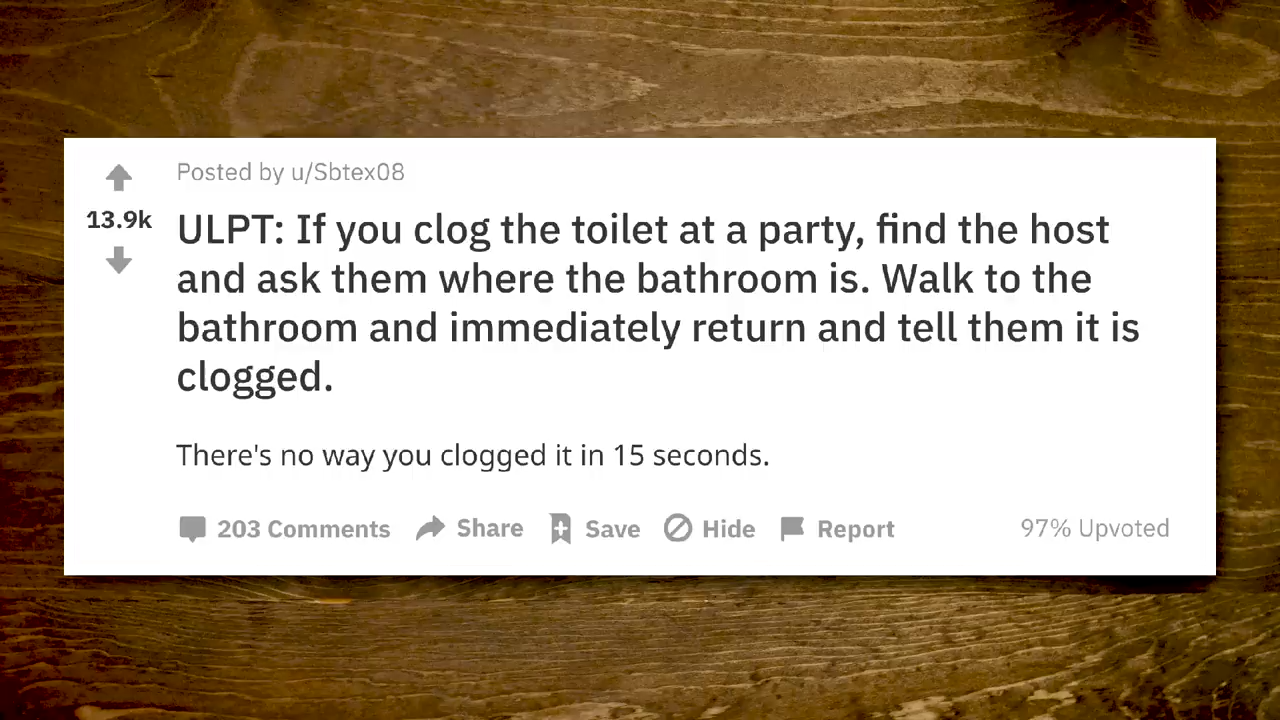 Posted by u/Sbtex08
13.9k
ULPT: If you clog the toilet at a party, find the host
and ask them where the bathroom is. Walk to the
bathroom and immediately return and tell them it is
clogged.
There's no way you clogged it in 15 seconds.
203 Comments Share Save Hide Report 97% Upvoted